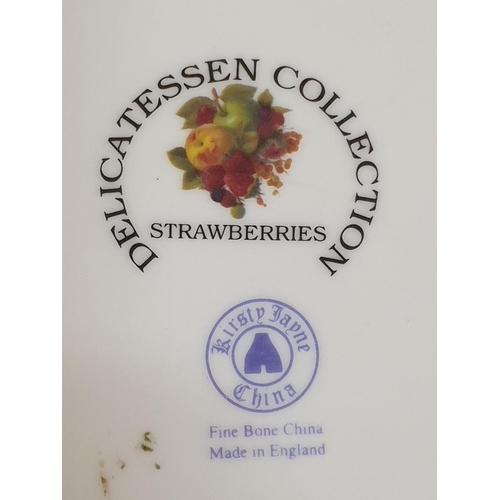 DELICATESSEN COLLECTION
STRAWBERRIES
Kirsty Jayne
China
Fine Bone China
Made in England